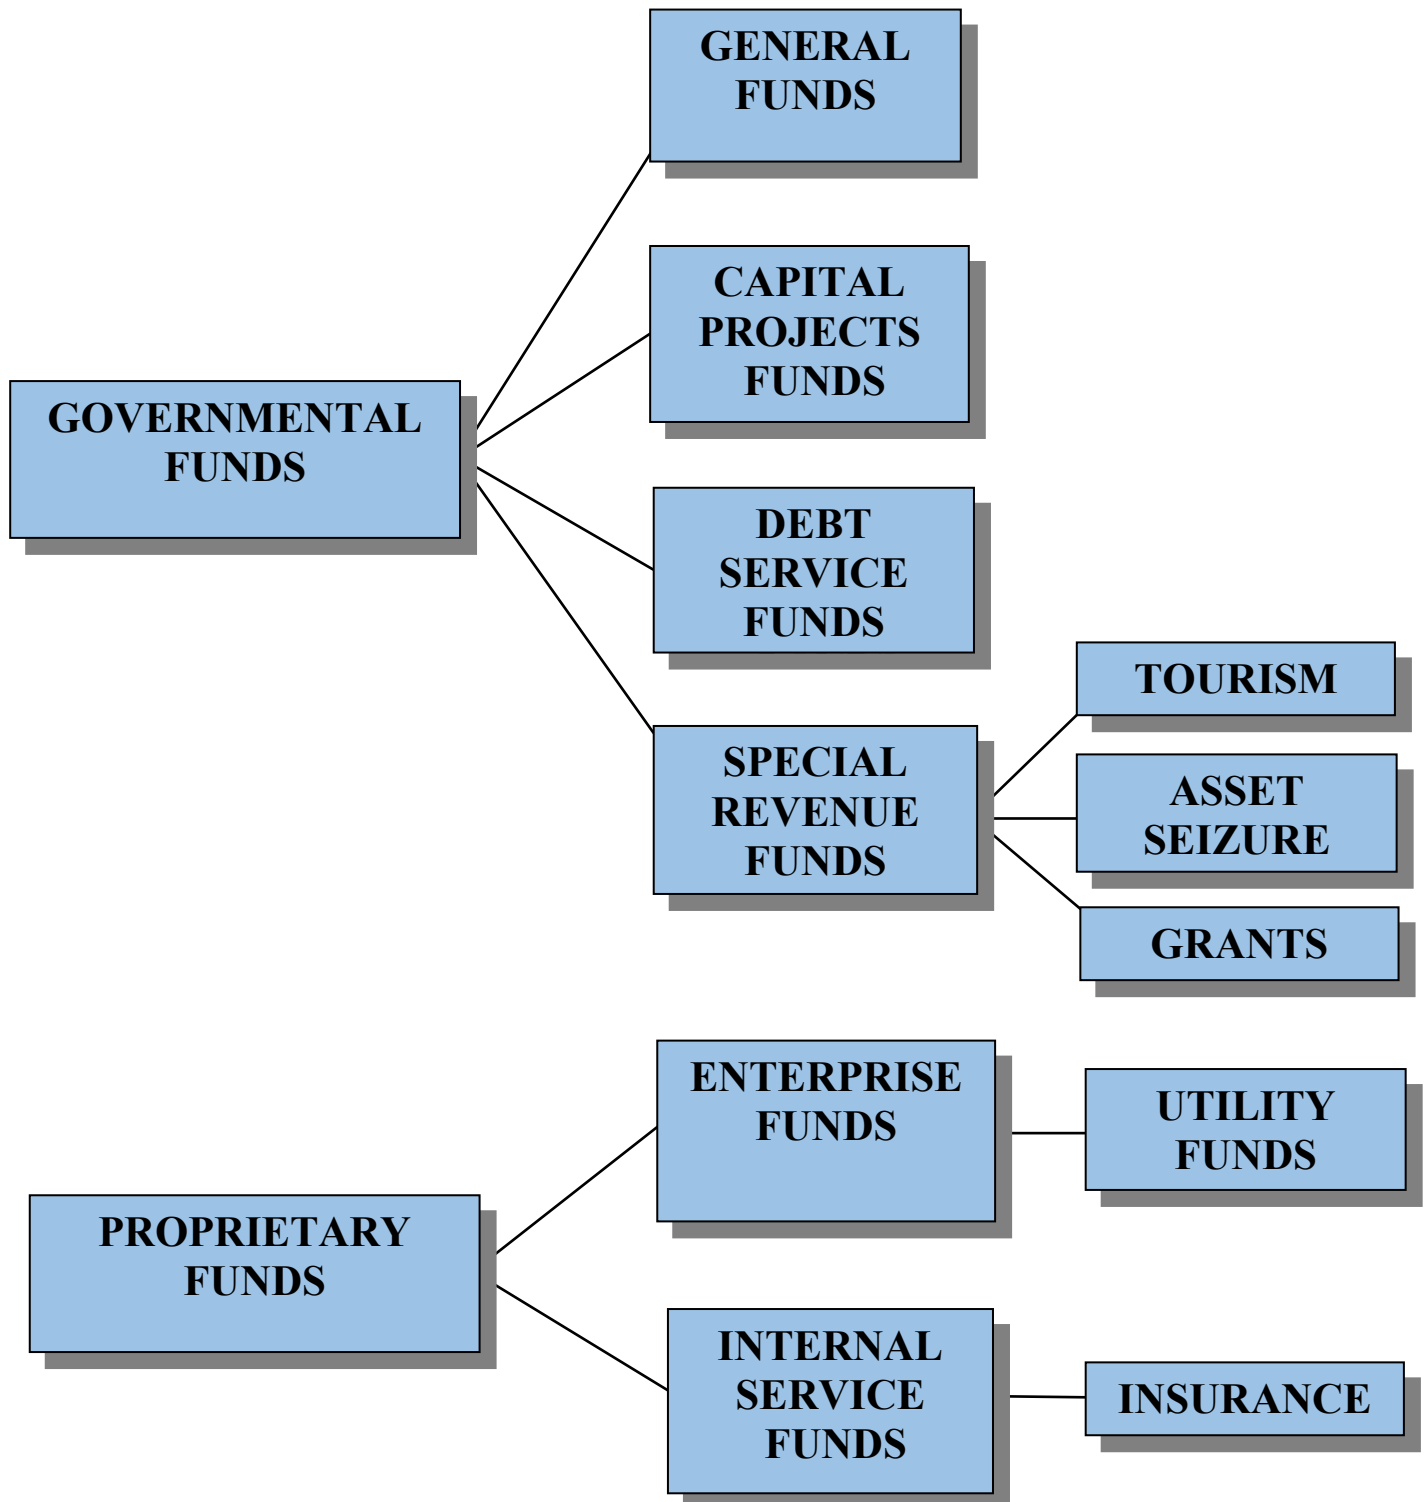 GENERAL
FUNDS
CAPITAL
PROJECTS
FUNDS
GOVERNMENTAL
FUNDS
DEBT
SERVICE
FUNDS
SPECIAL
REVENUE
FUNDS
TOURISM
ASSET
SEIZURE
GRANTS
ENTERPRISE
FUNDS
UTILITY
FUNDS
PROPRIETARY
FUNDS
INTERNAL
SERVICE
FUNDS
INSURANCE